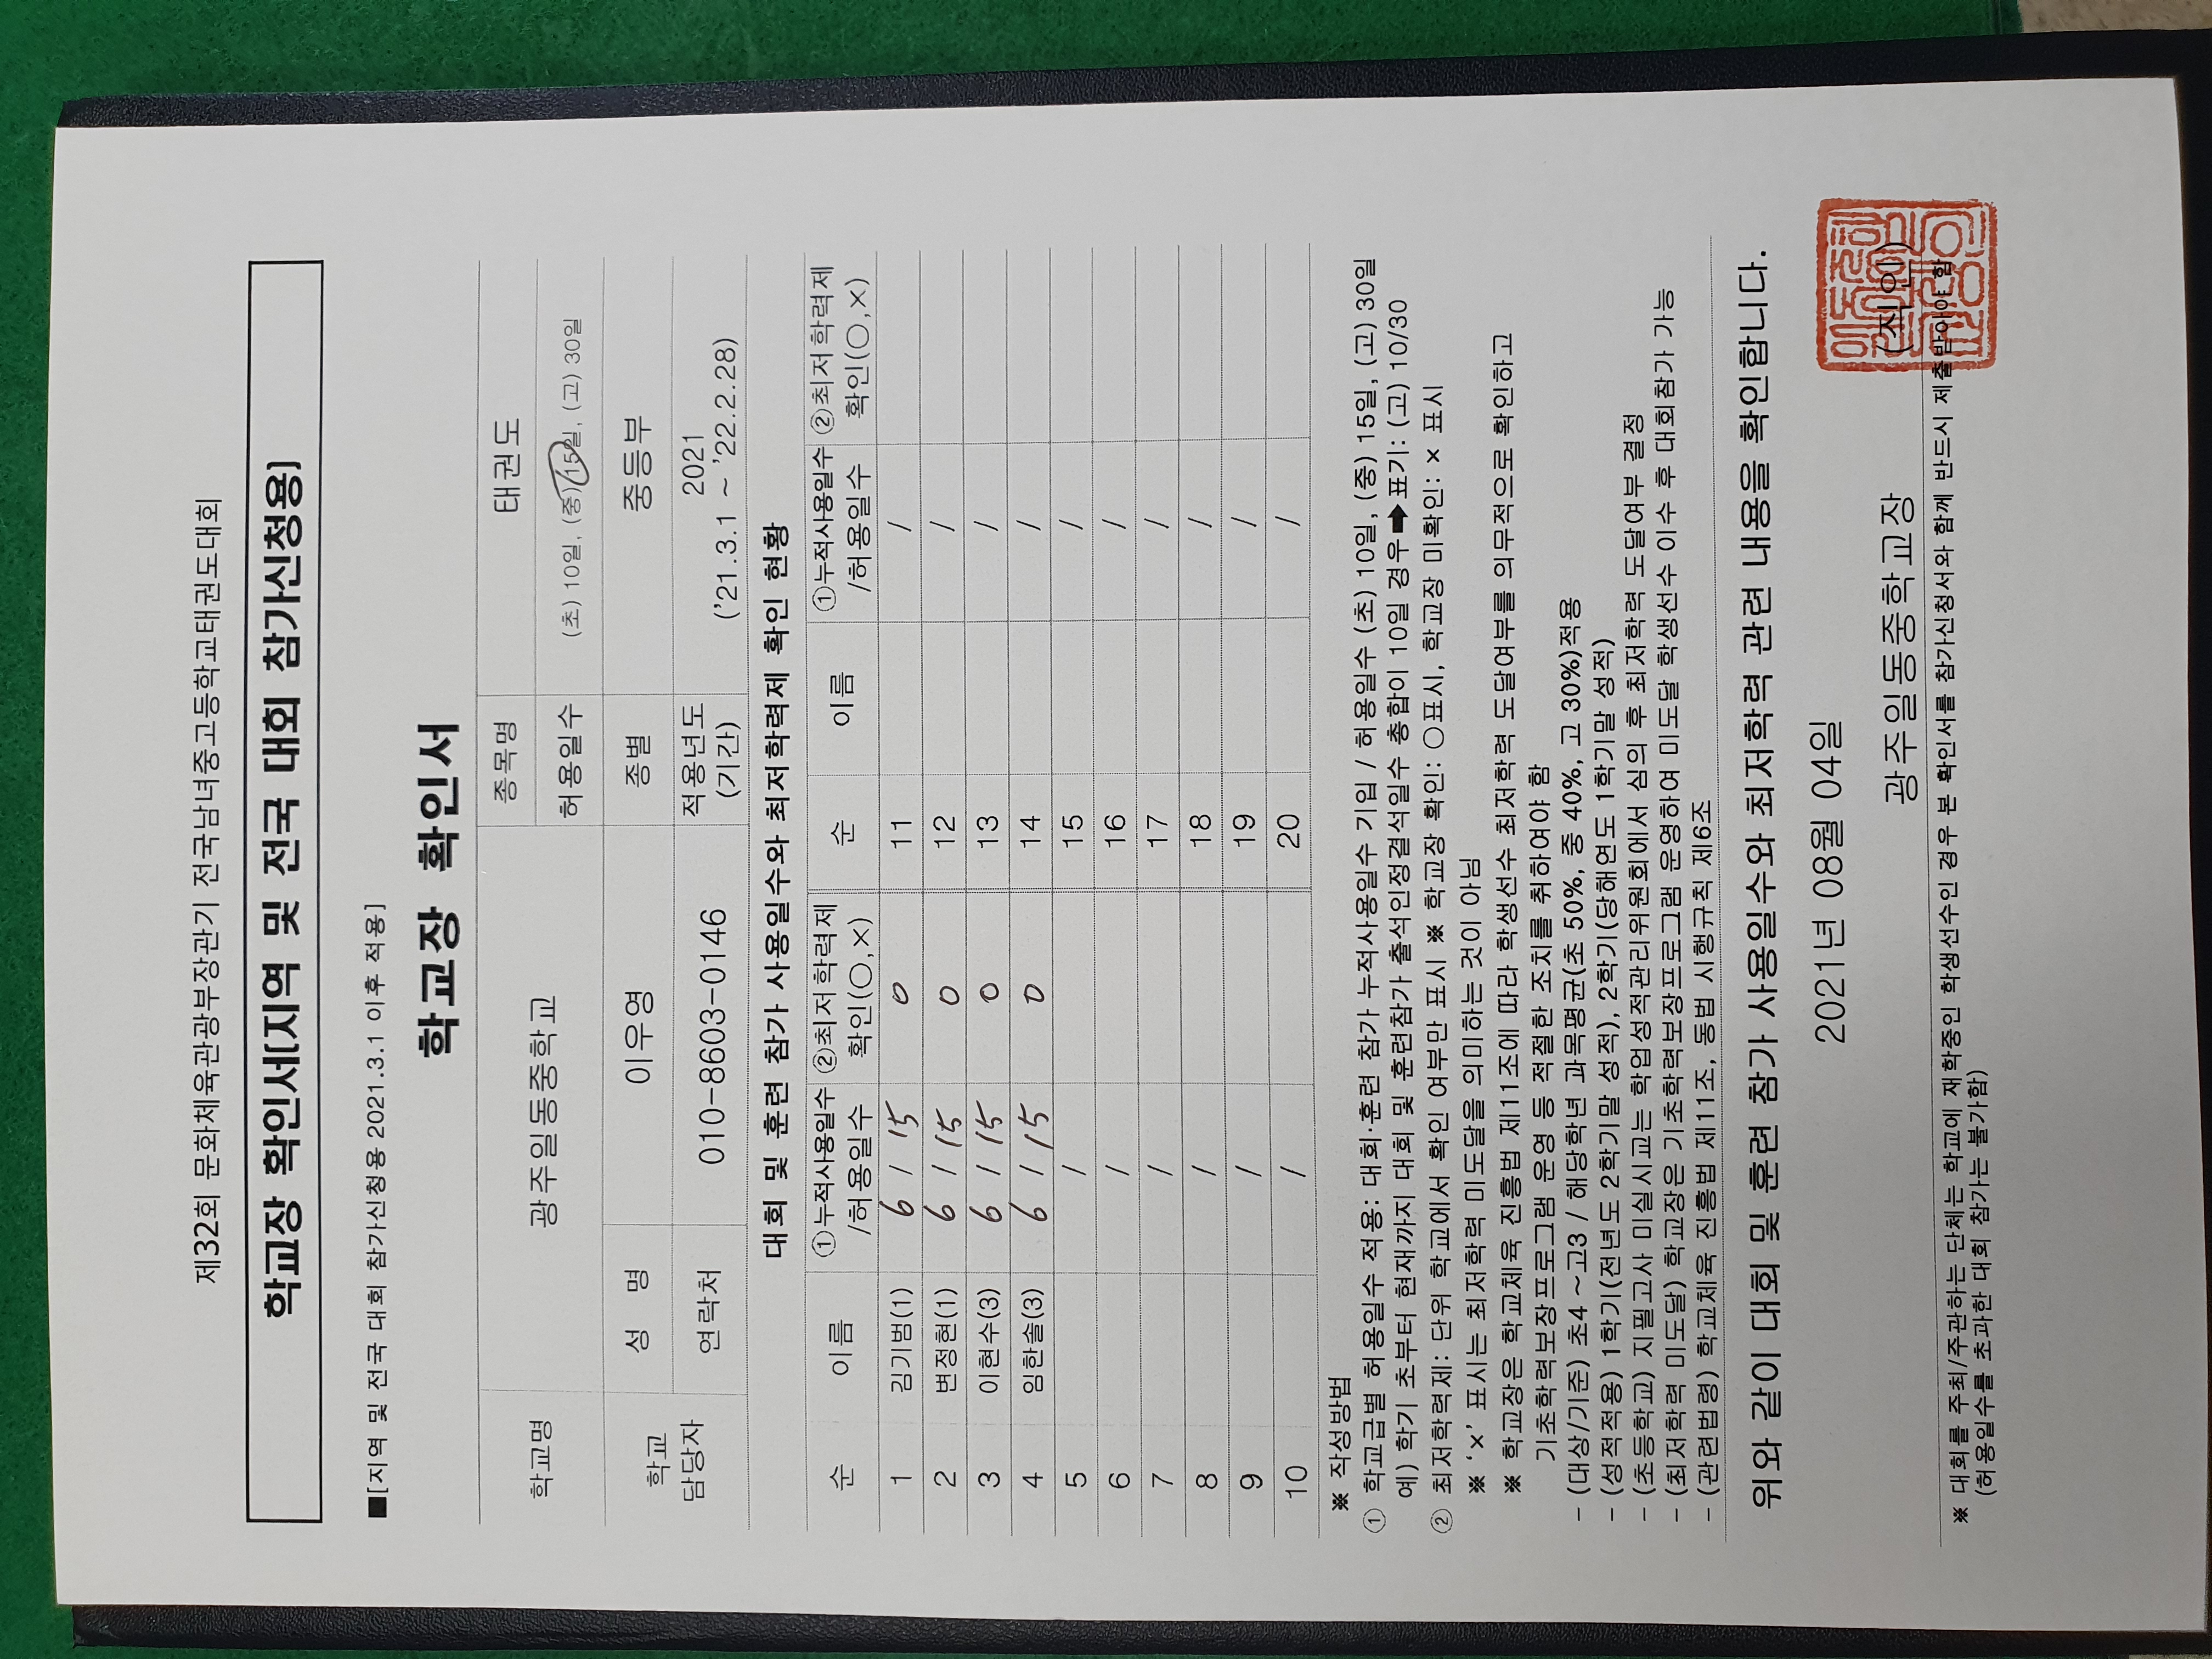 제32회 문화체육관광부장관기 전국남녀중고등학교태권도대회
학교장 확인서[지역 및 전국 대회 참가신청용]
■[지역 및 전국 대회 참가신청용 2021.3.1 이후 적용]
학교장 확인서
학교명 광주일동중학교 종목명 태권도
허용일수 (초) 10일, (중) 15일, (고) 30일
학교 담당자 성 명 이우영 종별 중등부
연락처 010-8603-0146 적용년도 (기간) 2021 ('21.3.1 ~ '22.2.28)
대회 및 훈련 참가 사용일수와 최저학력제 확인 현황
순 이름 ①누적사용일수 /허용일수 ②최저학력제 확인(○,×) 순 이름 ①누적사용일수 /허용일수 ②최저학력제 확인(○,×)
1 김기범(1) 6 / 15 0 11 /
2 변정현(1) 6 / 15 0 12 /
3 이현수(3) 6 / 15 0 13 /
4 임한솔(3) 6 / 15 0 14 /
5 / 15 /
6 / 16 /
7 / 17 /
8 / 18 /
9 / 19 /
10 / 20 /
※ 작성방법
① 학교급별 허용일수 적용: 대회·훈련 참가 누적사용일수 기입 / 허용일수 (초) 10일, (중) 15일, (고) 30일
예) 학기 초부터 현재까지 대회 및 훈련참가 출석인정결석일수 총합이 10일 경우➡표기: (고) 10/30
② 최저학력제: 단위 학교에서 확인 여부만 표시 ※ 학교장 확인: ○표시, 학교장 미확인: × 표시
※ '×' 표시는 최저학력 미도달을 의미하는 것이 아님
※ 학교장은 학교체육 진흥법 제11조에 따라 학생선수 최저학력 도달여부를 의무적으로 확인하고
기초학력보장프로그램 운영 등 적절한 조치를 취하여야 함
- (대상/기준) 초4 ~ 고3 / 해당학년 과목평균(초 50%, 중 40%, 고 30%)적용
- (성적적용) 1학기(전년도 2학기말 성적), 2학기(당해연도 1학기말 성적)
- (초등학교) 지필고사 미실시교는 학업성적관리위원회에서 심의 후 최저학력 도달여부 결정
- (최저학력 미도달) 학교장은 기초학력보장프로그램 운영하여 미도달 학생선수 이수 후 대회참가 가능
- (관련법령) 학교체육 진흥법 제11조, 동법 시행규칙 제6조
위와 같이 대회 및 훈련 참가 사용일수와 최저학력 관련 내용을 확인합니다.
2021년 08월 04일
광주일동중학교장 (직인)
※ 대회를 주최/주관하는 단체는 학교에 재학중인 학생선수인 경우 본 확인서를 참가신청서와 함께 반드시 제출받아야 함
(허용일수를 초과한 대회 참가는 불가함)